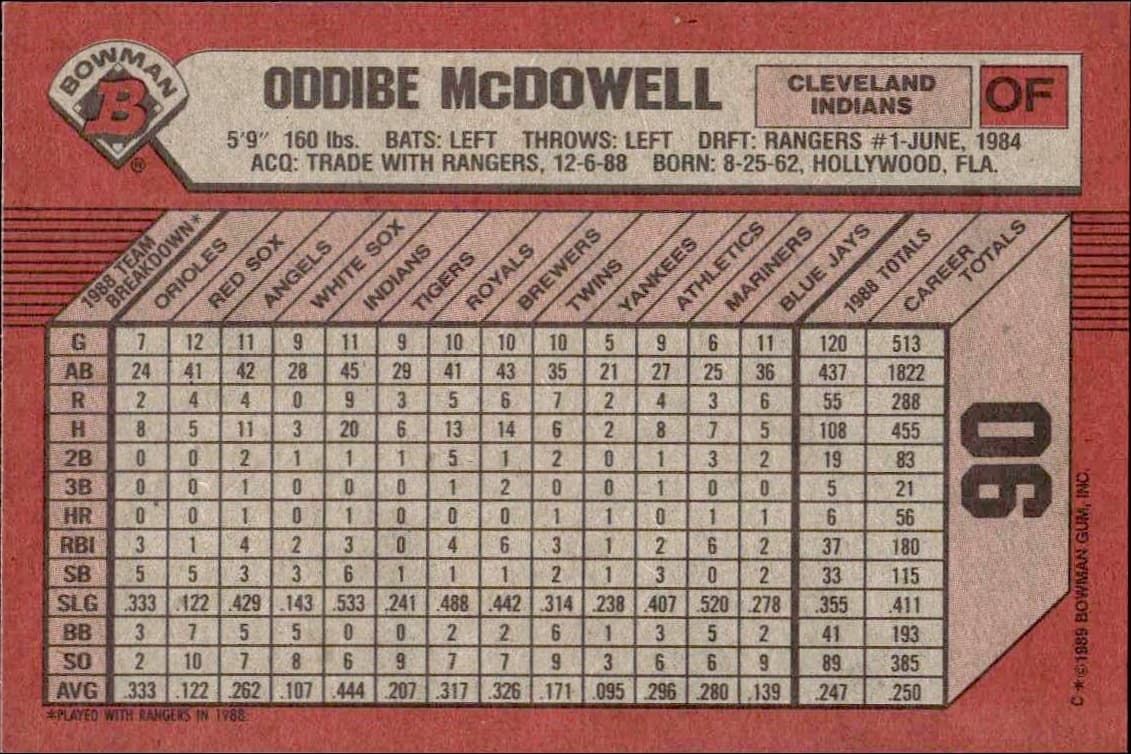 BOWMAN
B
®
ODDIBE McDOWELL
CLEVELAND
INDIANS
OF
5'9" 160 lbs. BATS: LEFT THROWS: LEFT DRFT: RANGERS #1-JUNE, 1984
ACQ: TRADE WITH RANGERS, 12-6-88 BORN: 8-25-62, HOLLYWOOD, FLA.
1988 TEAM
BREAKDOWN*
ORIOLES
RED SOX
ANGELS
WHITE SOX
INDIANS
TIGERS
ROYALS
BREWERS
TWINS
YANKEES
ATHLETICS
MARINERS
BLUE JAYS
1988 TOTALS
CAREER
TOTALS
G 7 12 11 9 11 9 10 10 10 5 9 6 11 120 513
AB 24 41 42 28 45 29 41 43 35 21 27 25 36 437 1822
R 2 4 4 0 9 3 5 6 7 2 4 3 6 55 288
H 8 5 11 3 20 6 13 14 6 2 8 7 5 108 455
2B 0 0 2 1 1 1 5 1 2 0 1 3 2 19 83
3B 0 0 1 0 0 0 1 2 0 0 1 0 0 5 21
HR 0 0 1 0 1 0 0 0 1 1 0 1 1 6 56
RBI 3 1 4 2 3 0 4 6 3 1 2 6 2 37 180
SB 5 5 3 3 6 1 1 1 2 1 3 0 2 33 115
SLG .333 .122 .429 .143 .533 .241 .488 .442 .314 .238 .407 .520 .278 .355 .411
BB 3 7 5 5 0 0 2 2 6 1 3 5 2 41 193
SO 2 10 7 8 6 9 7 7 9 3 6 6 9 89 385
AVG .333 .122 .262 .107 .444 .207 .317 .326 .171 .095 .296 .280 .139 .247 .250
90
*PLAYED WITH RANGERS IN 1988.
C*©1989 BOWMAN GUM, INC.